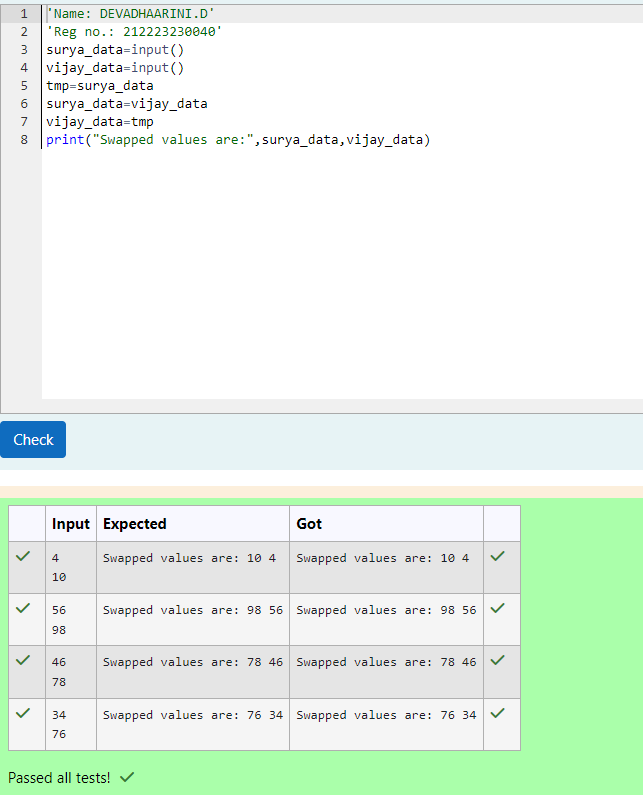 1 'Name: DEVADHAARINI.D'
2 'Reg no.: 212223230040'
3 surya_data=input()
4 vijay_data=input()
5 tmp=surya_data
6 surya_data=vijay_data
7 vijay_data=tmp
8 print("Swapped values are:",surya_data,vijay_data)
Check
Input Expected Got
4 Swapped values are: 10 4 Swapped values are: 10 4
10
56 Swapped values are: 98 56 Swapped values are: 98 56
98
46 Swapped values are: 78 46 Swapped values are: 78 46
78
34 Swapped values are: 76 34 Swapped values are: 76 34
76
Passed all tests!